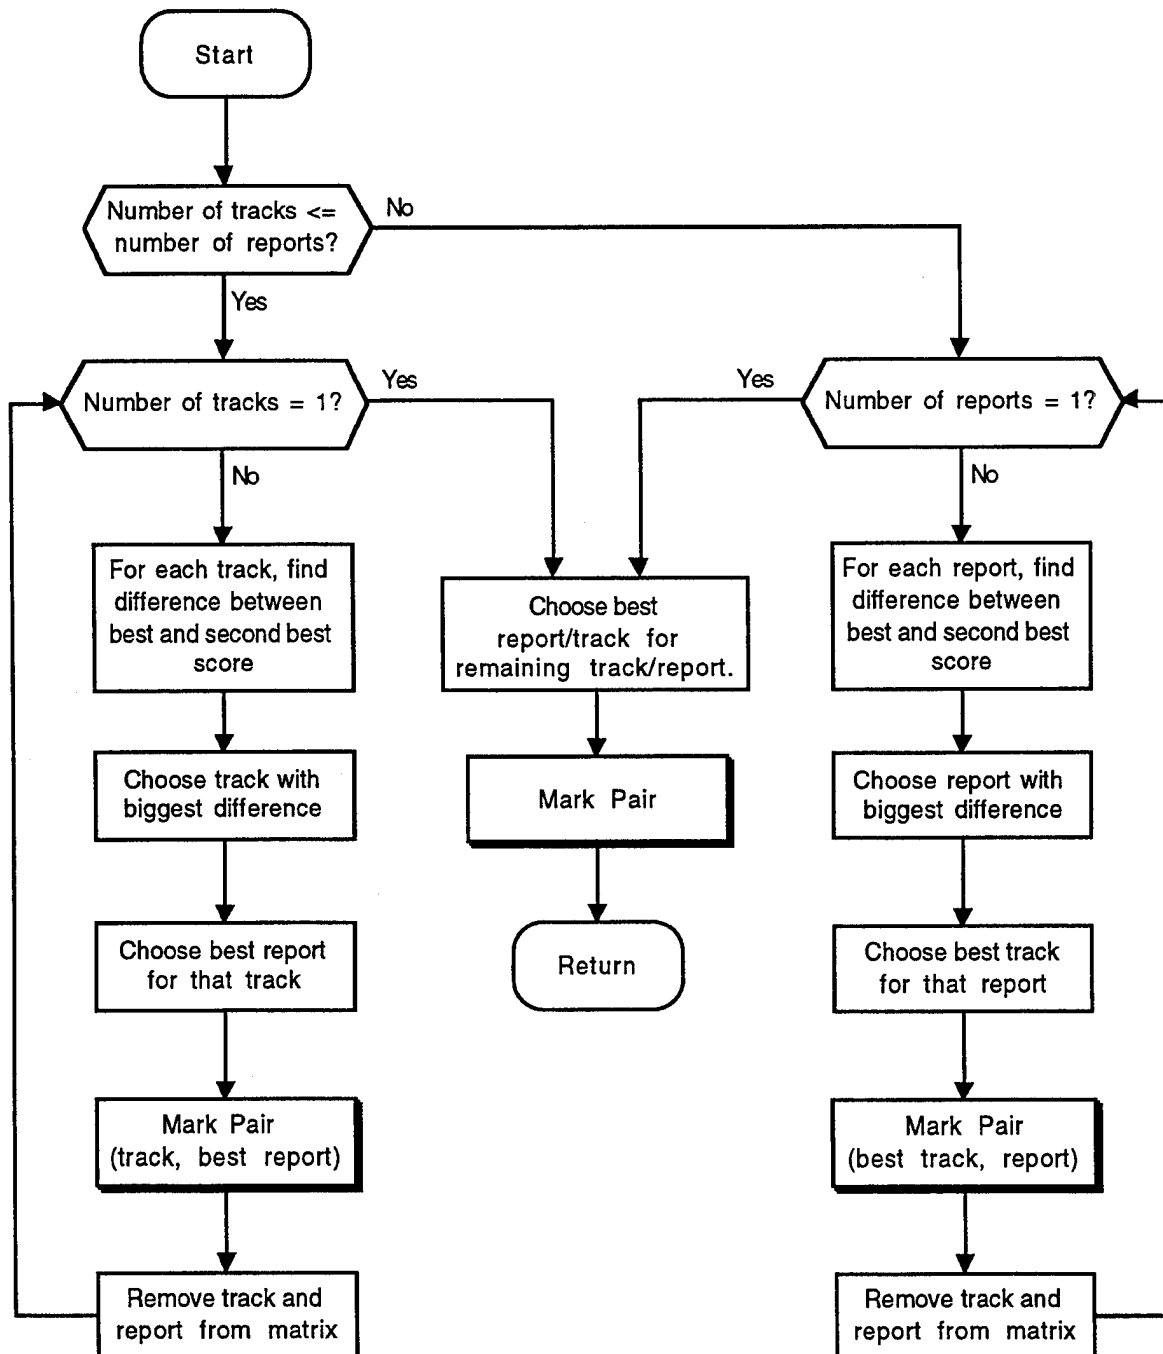 Start
Number of tracks <=
number of reports?
No
Yes
Number of tracks = 1?
Yes
Yes
Number of reports = 1?
No
No
For each track, find
difference between
best and second best
score
Choose best
report/track for
remaining track/report.
For each report, find
difference between
best and second best
score
Choose track with
biggest difference
Mark Pair
Choose report with
biggest difference
Choose best report
for that track
Return
Choose best track
for that report
Mark Pair
(track, best report)
Mark Pair
(best track, report)
Remove track and
report from matrix
Remove track and
report from matrix